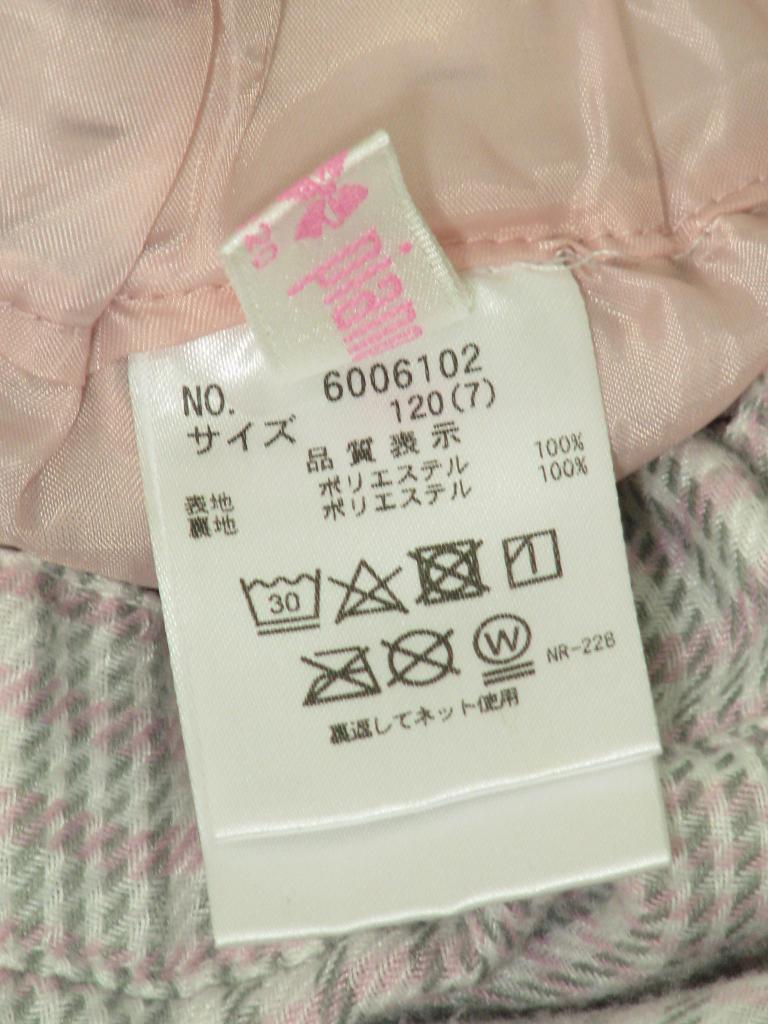 20
NO. 6006102
サイズ 120(7)
品質表示
表地 ポリエステル 100%
裏地 ポリエステル 100%
30
W NR-228
裏返してネット使用